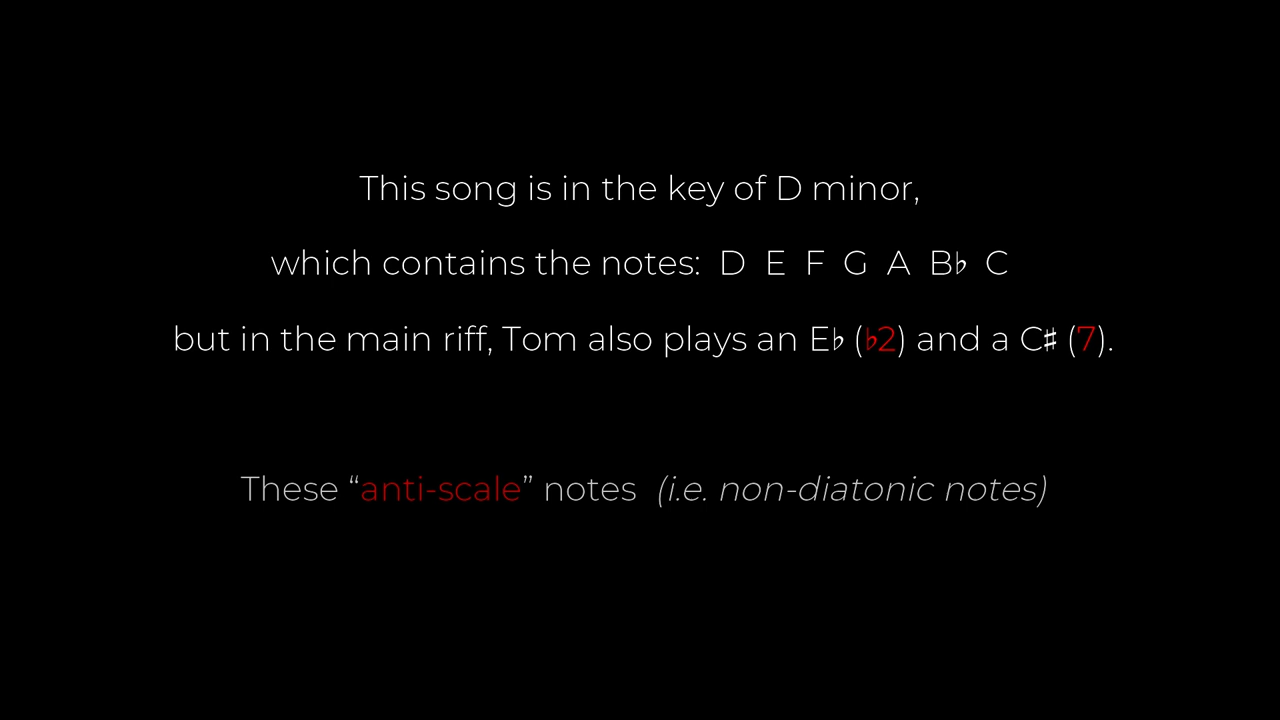 This song is in the key of D minor,
which contains the notes: D E F G A B♭ C
but in the main riff, Tom also plays an E♭ (♭2) and a C♯ (7).
These “anti-scale” notes (i.e. non-diatonic notes)